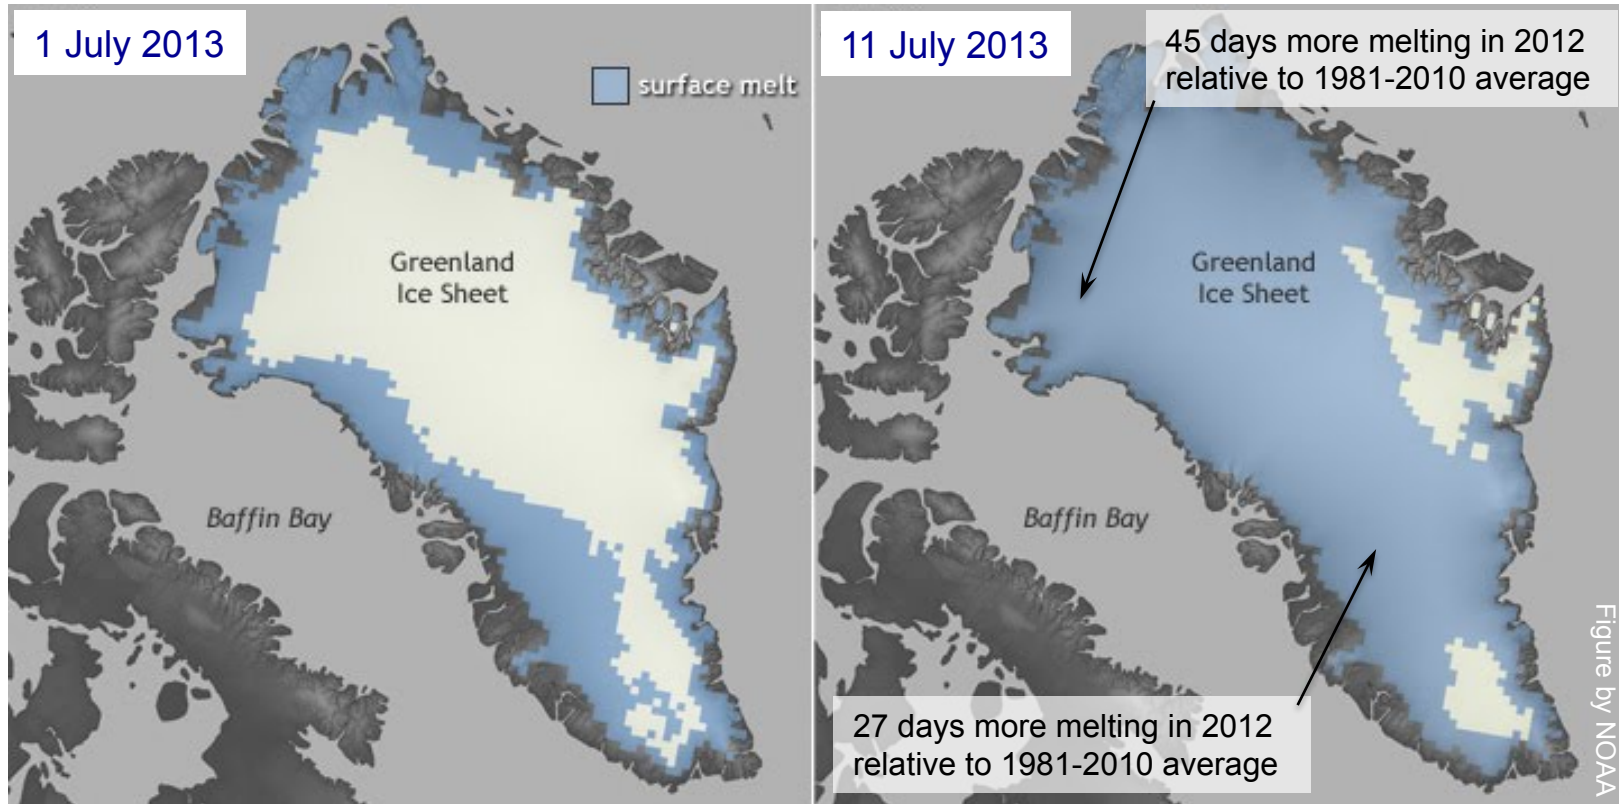 1 July 2013
surface melt
Greenland
Ice Sheet
Baffin Bay
11 July 2013
45 days more melting in 2012
relative to 1981-2010 average
Greenland
Ice Sheet
Baffin Bay
27 days more melting in 2012
relative to 1981-2010 average
Figure by NOAA